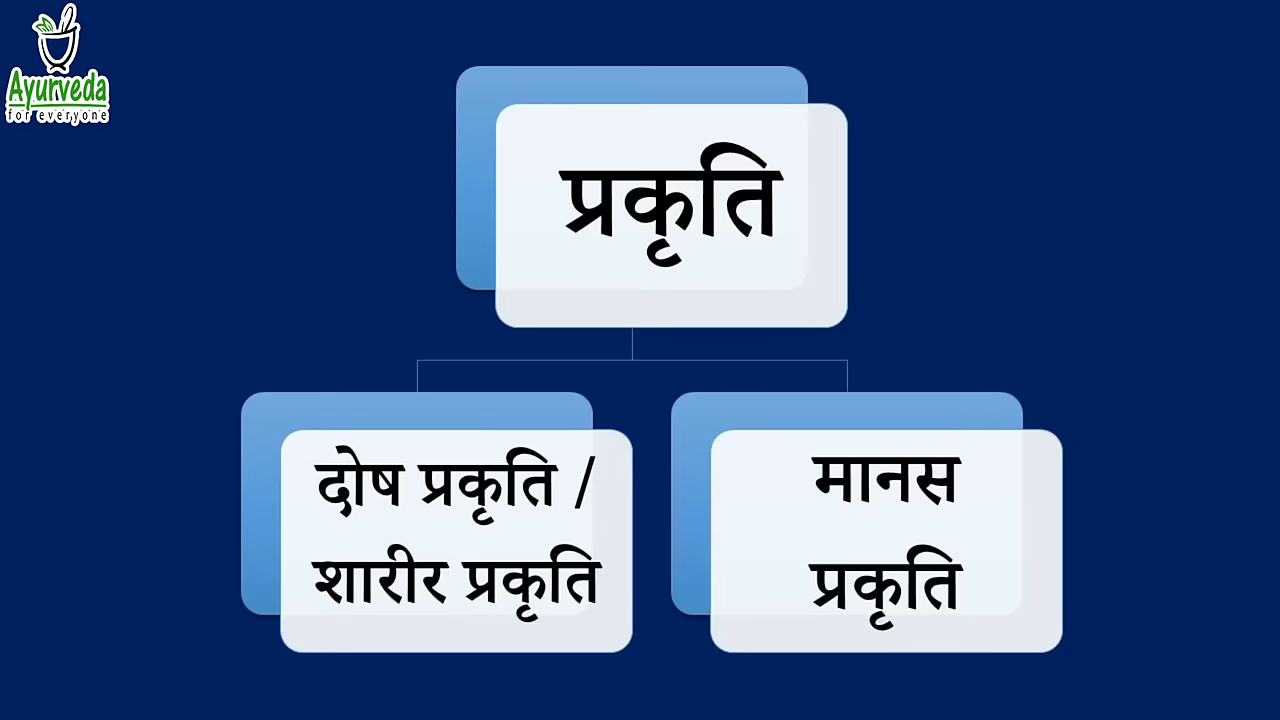 Ayurveda
for everyone
प्रकृति
दोष प्रकृति /
शारीर प्रकृति
मानस
प्रकृति